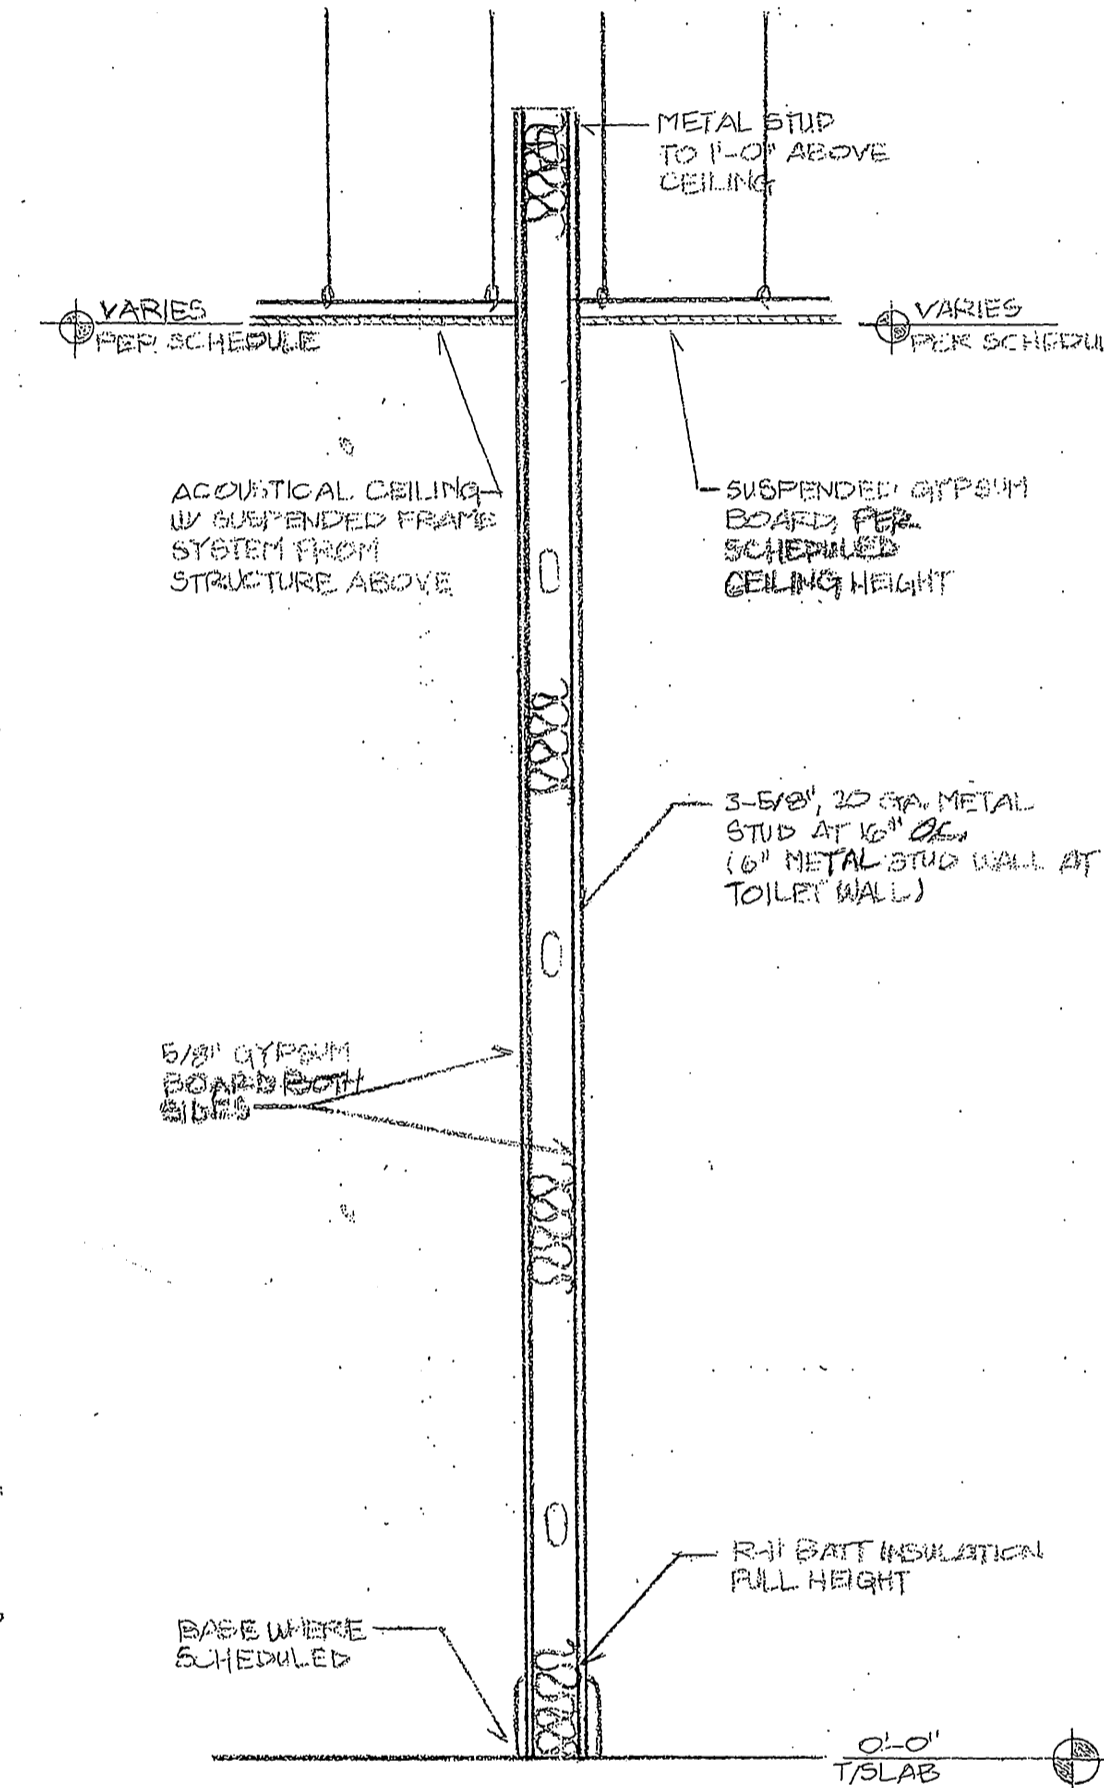 METAL STUD
TO 1'-0" ABOVE
CEILING
VARIES
PER SCHEDULE
VARIES
PER SCHEDU
ACOUSTICAL CEILING
W/ SUSPENDED FRAME
SYSTEM FROM
STRUCTURE ABOVE
SUSPENDED GYPSUM
BOARD, PER
SCHEDULED
CEILING HEIGHT
3-5/8", 20 GA. METAL
STUD AT 16" O.C.
(6" METAL STUD WALL AT
TOILET WALL)
5/8" GYPSUM
BOARD BOTH
SIDES
R-11 BATT INSULATION
FULL HEIGHT
BASE WHERE
SCHEDULED
0'-0"
T/SLAB